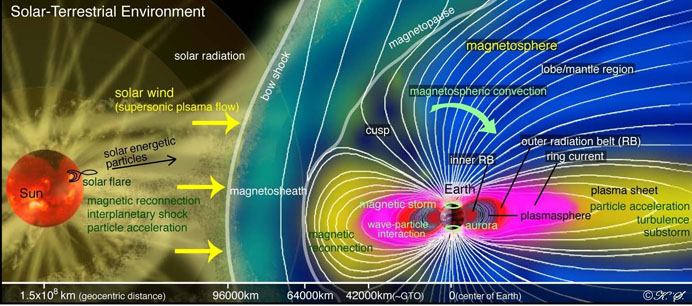 Solar-Terrestrial Environment
solar radiation
solar wind
(supersonic plsama flow)
bow shock
magnetopause
magnetosphere
lobe/mantle region
magnetospheric convection
cusp
solar energetic
particles
outer radiation belt (RB)
inner RB
ring current
Sun
solar flare
magnetosheath
Earth
plasma sheet
magnetic reconnection
interplanetary shock
particle acceleration
magnetic storm
plasmasphere
particle acceleration
turbulence
substorm
wave-particle
interaction
aurora
magnetic
reconnection
1.5x10⁸ km (geocentric distance)
96000km
64000km
42000km(~GTO)
0(center of Earth)